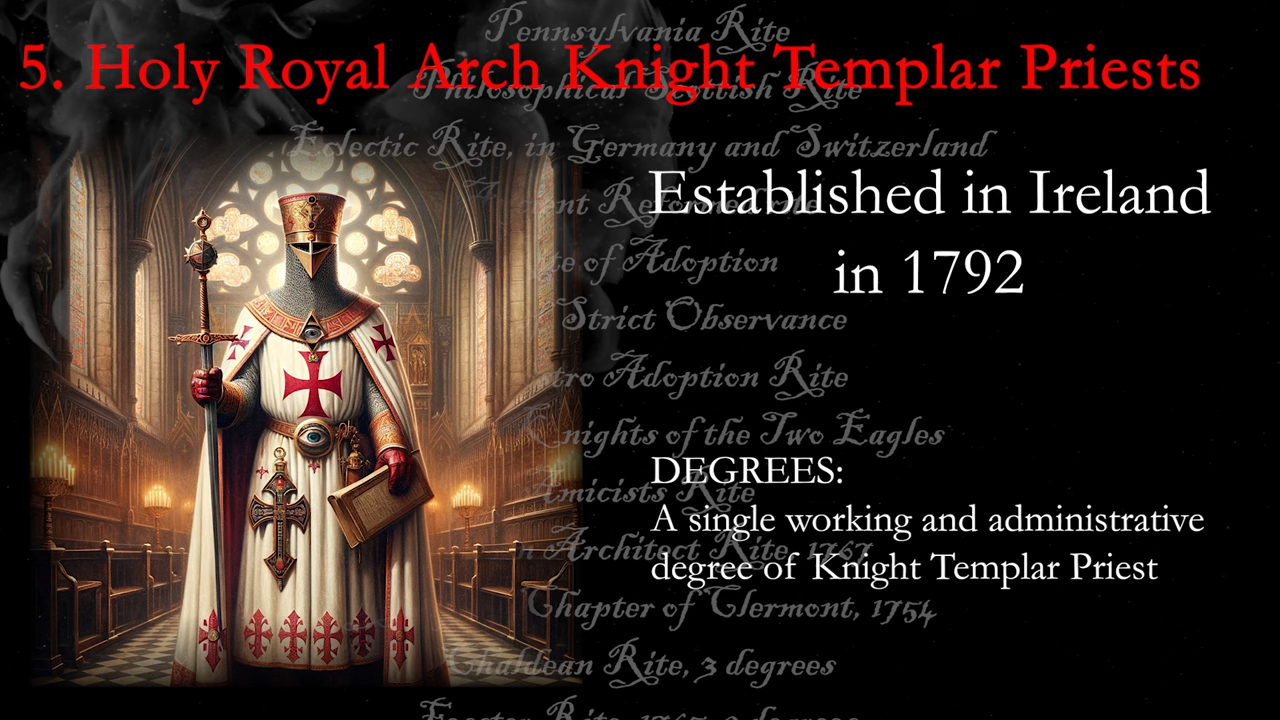 Pennsylvania Rite
5. Holy Royal Arch Knight Templar Priests
Philosophical Scottish Rite
Eclectic Rite, in Germany and Switzerland
Established in Ireland
in 1792
of Adoption
Strict Observance
Adoption Rite
Knights of the Two Eagles
DEGREES:
Rite
A single working and administrative
Architect Rite, 1767
degree of Knight Templar Priest
Chapter of Clermont, 1754
Chaldean Rite, 3 degrees